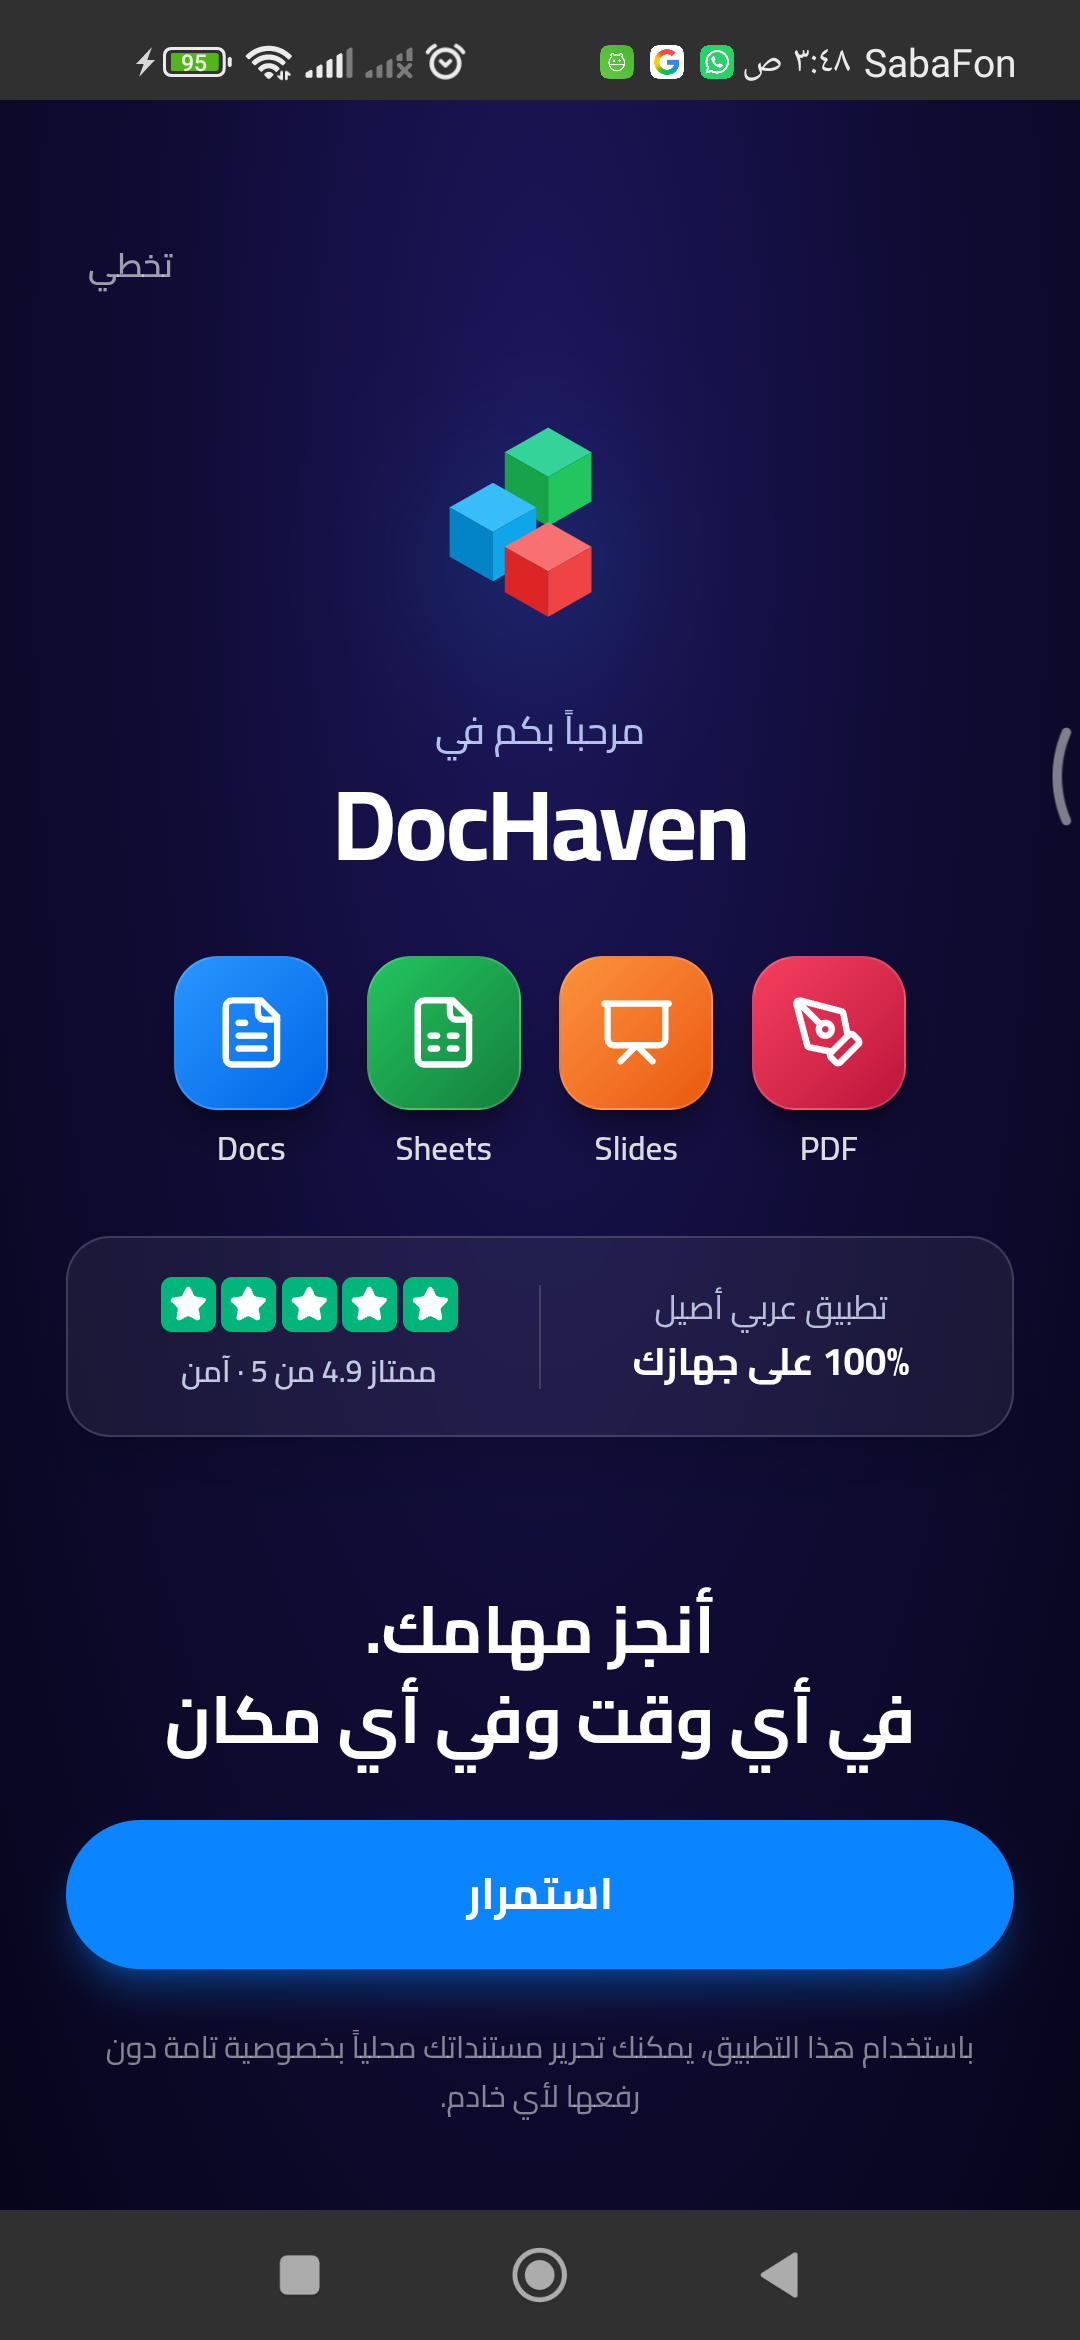 SabaFon ٣:٤٨ ص
95
تخطي
مرحباً بكم في
DocHaven
Docs Sheets Slides PDF
تطبيق عربي أصيل
100% على جهازك
ممتاز 4.9 من 5 · آمن
أنجز مهامك.
في أي وقت وفي أي مكان
استمرار
باستخدام هذا التطبيق، يمكنك تحرير مستنداتك محلياً بخصوصية تامة دون
رفعها لأي خادم.